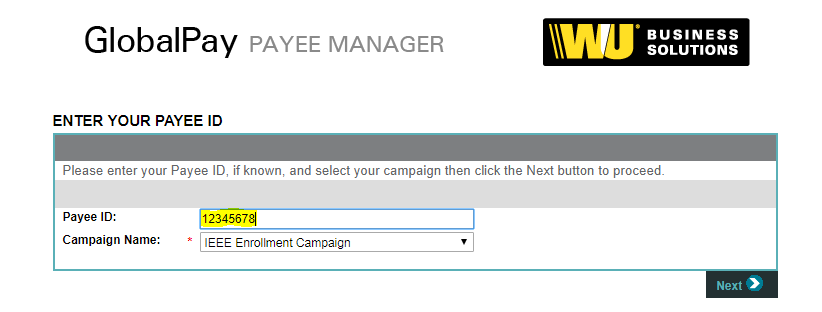 GlobalPay PAYEE MANAGER
WU BUSINESS
SOLUTIONS
ENTER YOUR PAYEE ID
Please enter your Payee ID, if known, and select your campaign then click the Next button to proceed.
Payee ID: 12345678
Campaign Name: * IEEE Enrollment Campaign
Next